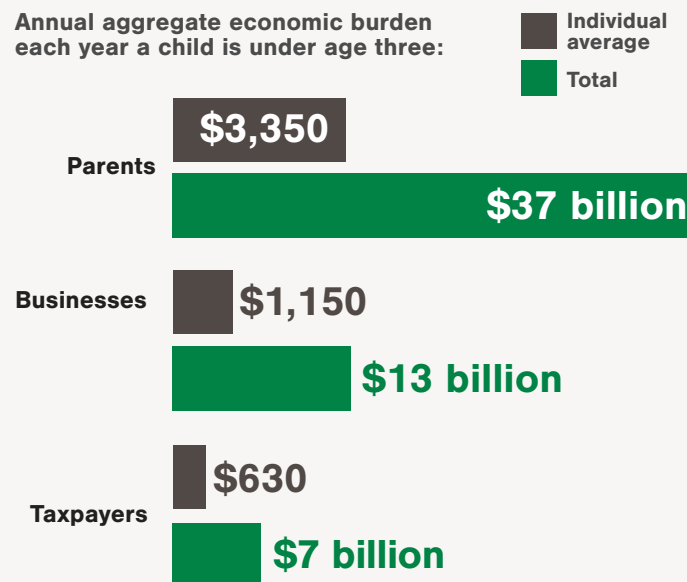 Annual aggregate economic burden
each year a child is under age three:
Individual
average
Total
Parents
$3,350
$37 billion
Businesses
$1,150
$13 billion
Taxpayers
$630
$7 billion